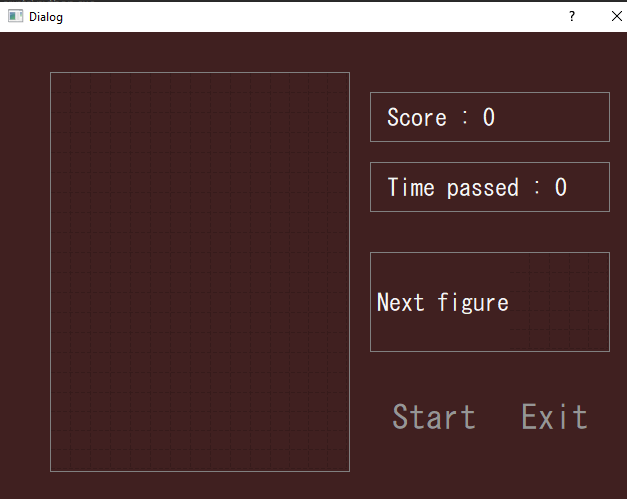 Dialog
?
Score : 0
Time passed : 0
Next figure
Start Exit